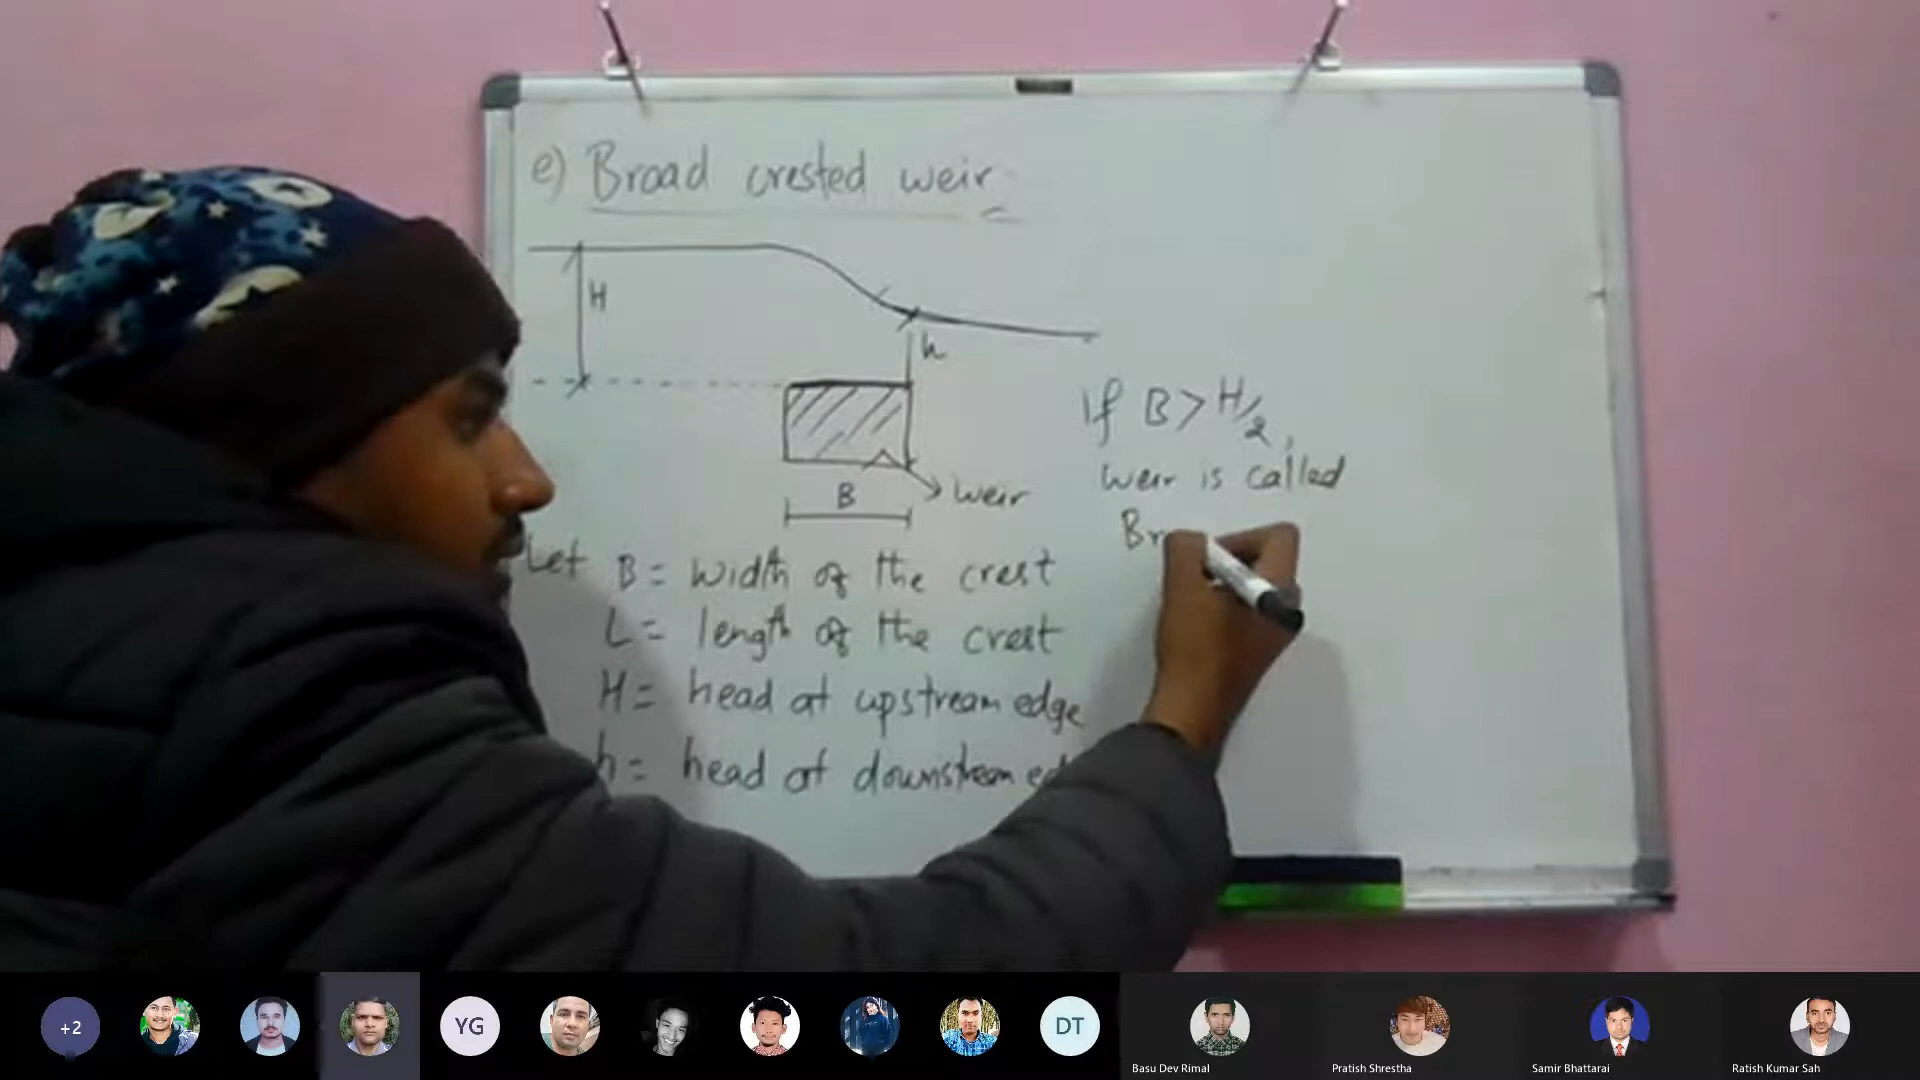 e) Broad crested weir
H
h
If B > H/2,
weir is called
B
weir
Br
Let B = width of the crest
L = length of the crest
H = head at upstream edge
h = head at downstream ed
+2
YG
DT
Basu Dev Rimal
Pratish Shrestha
Samir Bhattarai
Ratish Kumar Sah